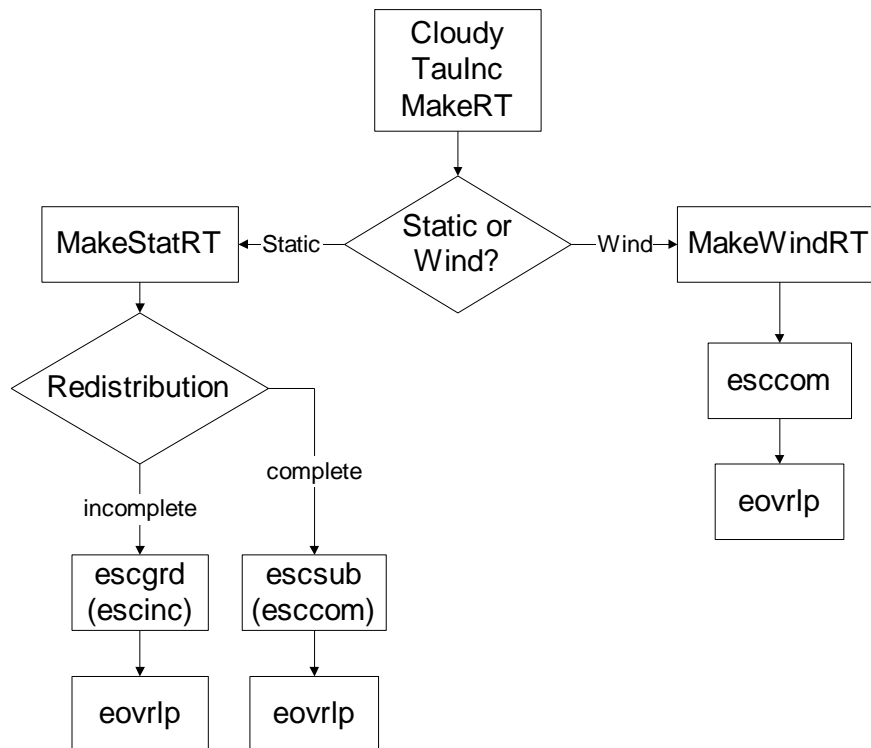 Cloudy
TauInc
MakeRT
Static or
Wind?
MakeStatRT
Static
Wind
MakeWindRT
Redistribution
esccom
complete
incomplete
eovrlp
escgrd
(escinc)
escsub
(esccom)
eovrlp
eovrlp